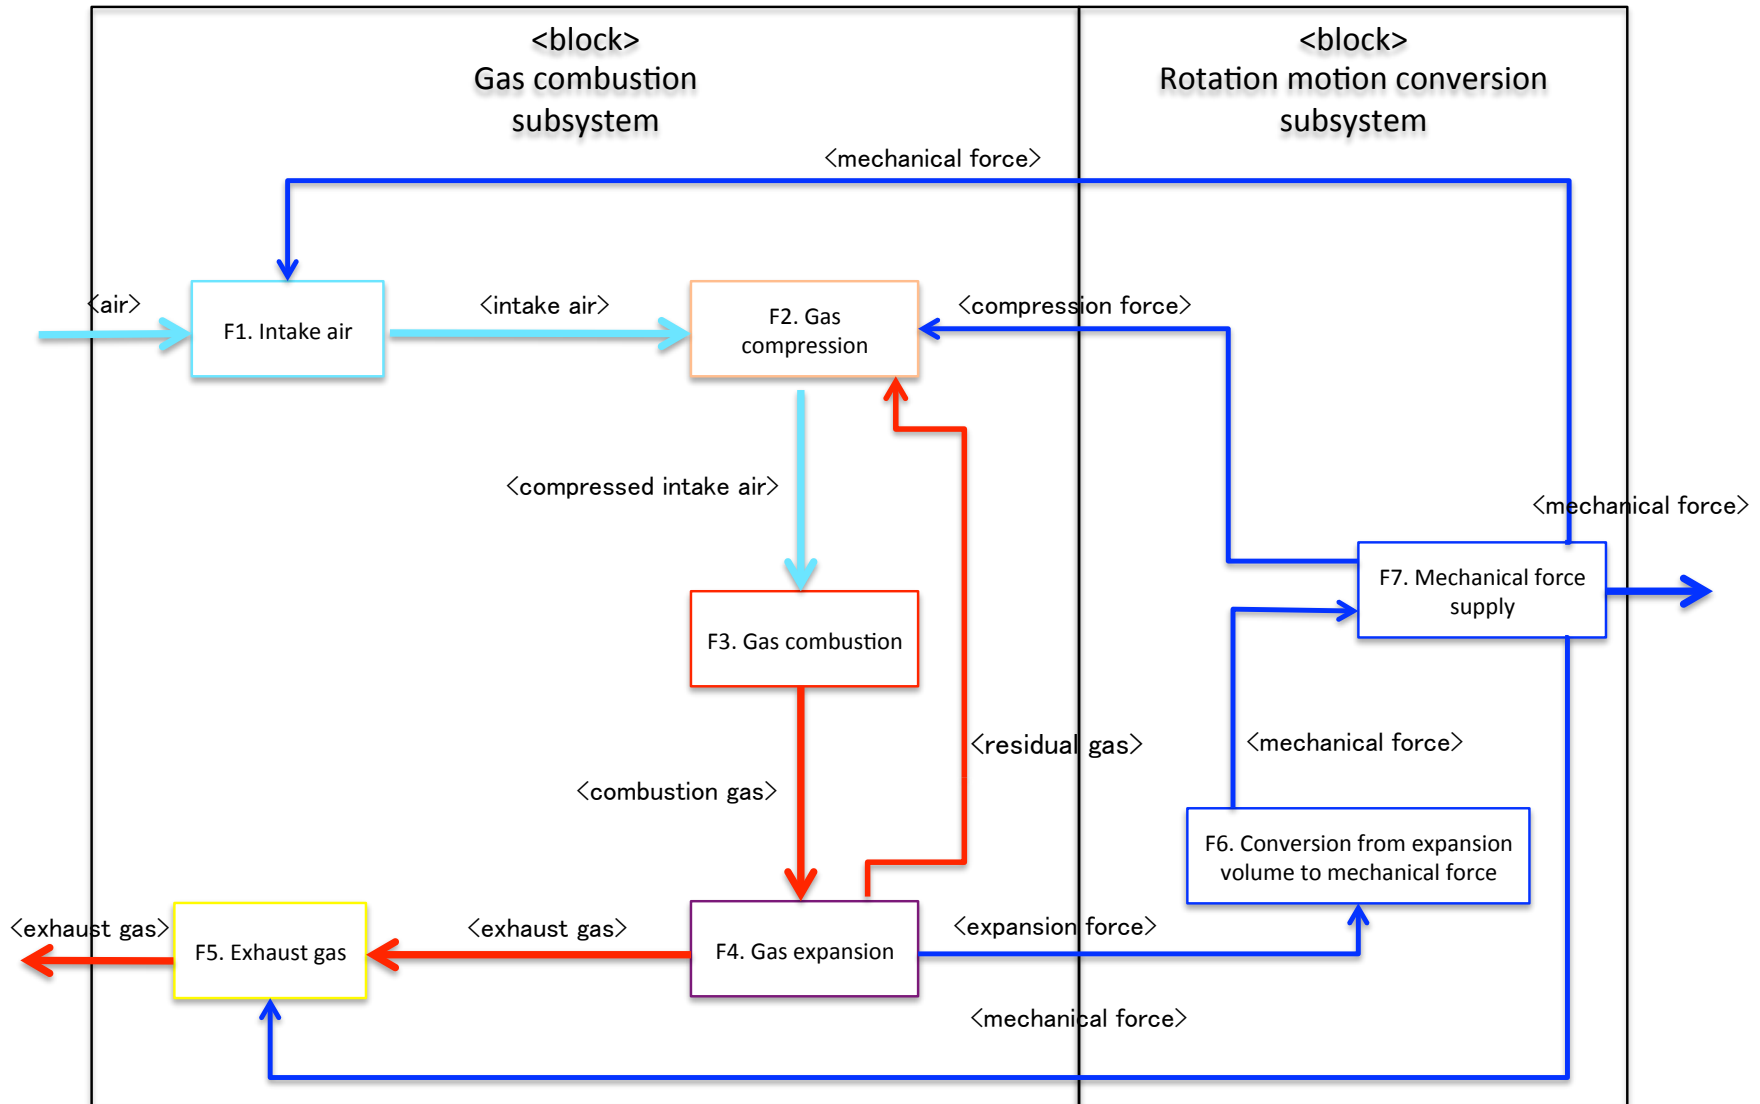 <block>
Gas combustion
subsystem
<block>
Rotation motion conversion
subsystem
<mechanical force>
<air>
F1. Intake air
<intake air>
F2. Gas
compression
<compression force>
<compressed intake air>
<mechanical force>
F7. Mechanical force
supply
F3. Gas combustion
<residual gas>
<mechanical force>
<combustion gas>
F6. Conversion from expansion
volume to mechanical force
<exhaust gas>
F5. Exhaust gas
<exhaust gas>
F4. Gas expansion
<expansion force>
<mechanical force>